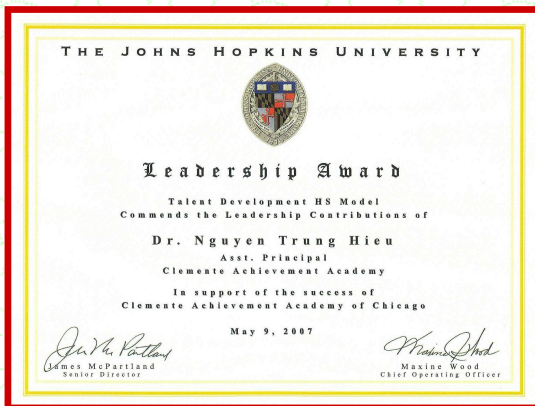 THE JOHNS HOPKINS UNIVERSITY
Leadership Award
Talent Development HS Model
Commends the Leadership Contributions of
Dr. Nguyen Trung Hieu
Asst. Principal
Clemente Achievement Academy
In support of the success of
Clemente Achievement Academy of Chicago
May 9, 2007
James McPartland
Senior Director
Maxine Wood
Chief Operating Officer